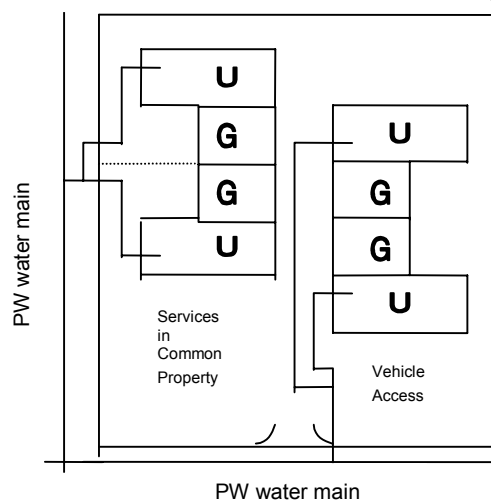 U
G
G
U
U
G
G
U
PW water main
Services
in
Common
Property
Vehicle
Access
PW water main